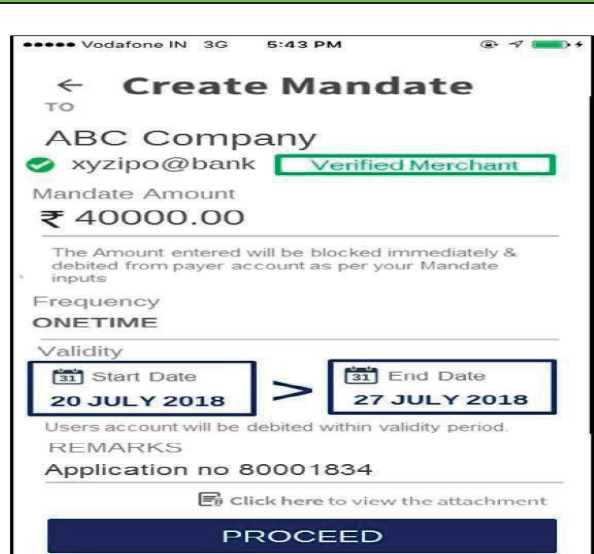 Vodafone IN 3G 5:43 PM
← Create Mandate
TO
ABC Company
xyzipo@bank Verified Merchant
Mandate Amount
₹ 40000.00
The Amount entered will be blocked immediately &
debited from payer account as per your Mandate
inputs
Frequency
ONETIME
Validity
31 Start Date > 31 End Date
20 JULY 2018 27 JULY 2018
Users account will be debited within validity period.
REMARKS
Application no 80001834
Click here to view the attachment
PROCEED